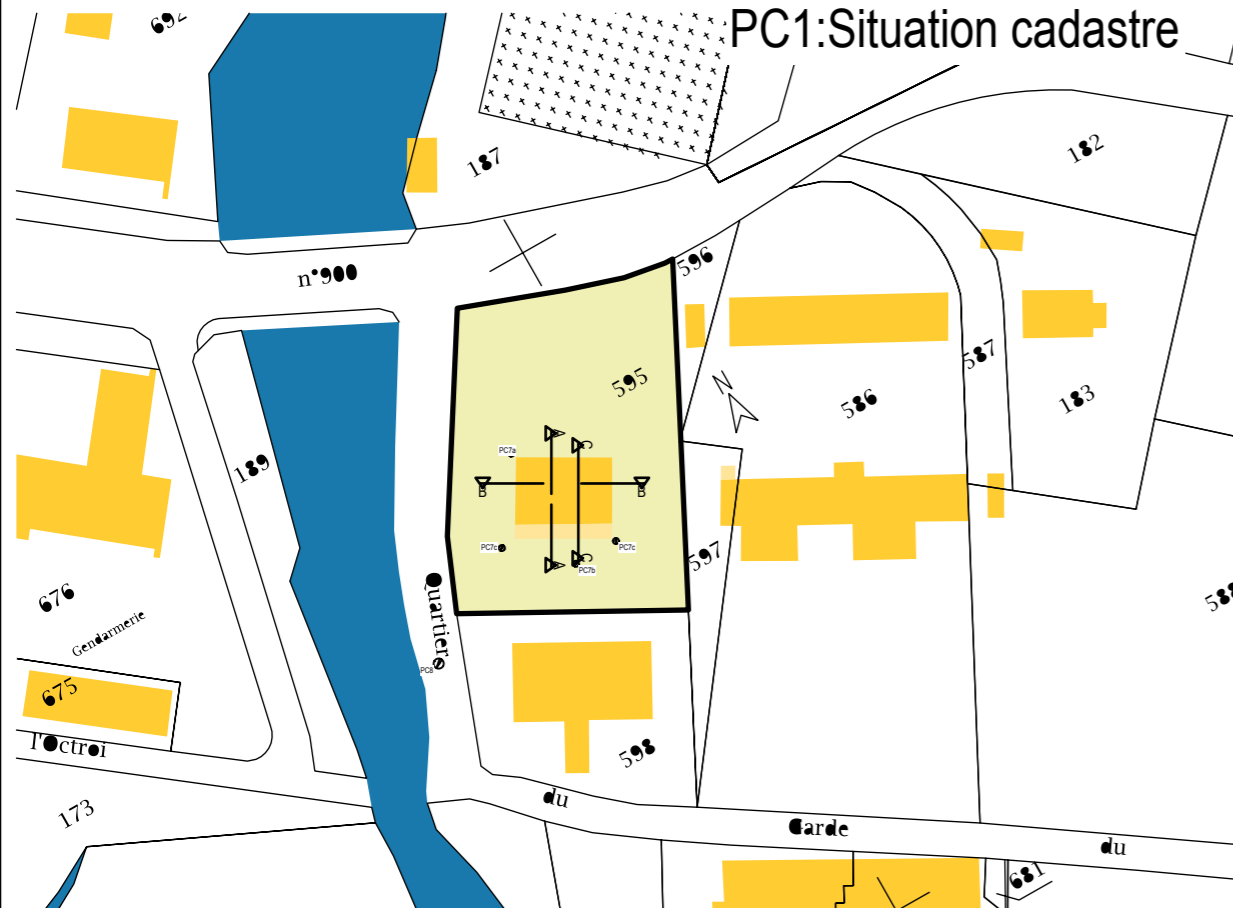 PC1:Situation cadastre
692
187
182
n°900
596
595
587
586
183
N
A
C
PC7a
B
B
189
PC7c
PC7c
A
C
PC7b
597
676
Gendarmerie
Quartier
PC8
588
675
l'Octroi
598
173
du
Garde
du
681